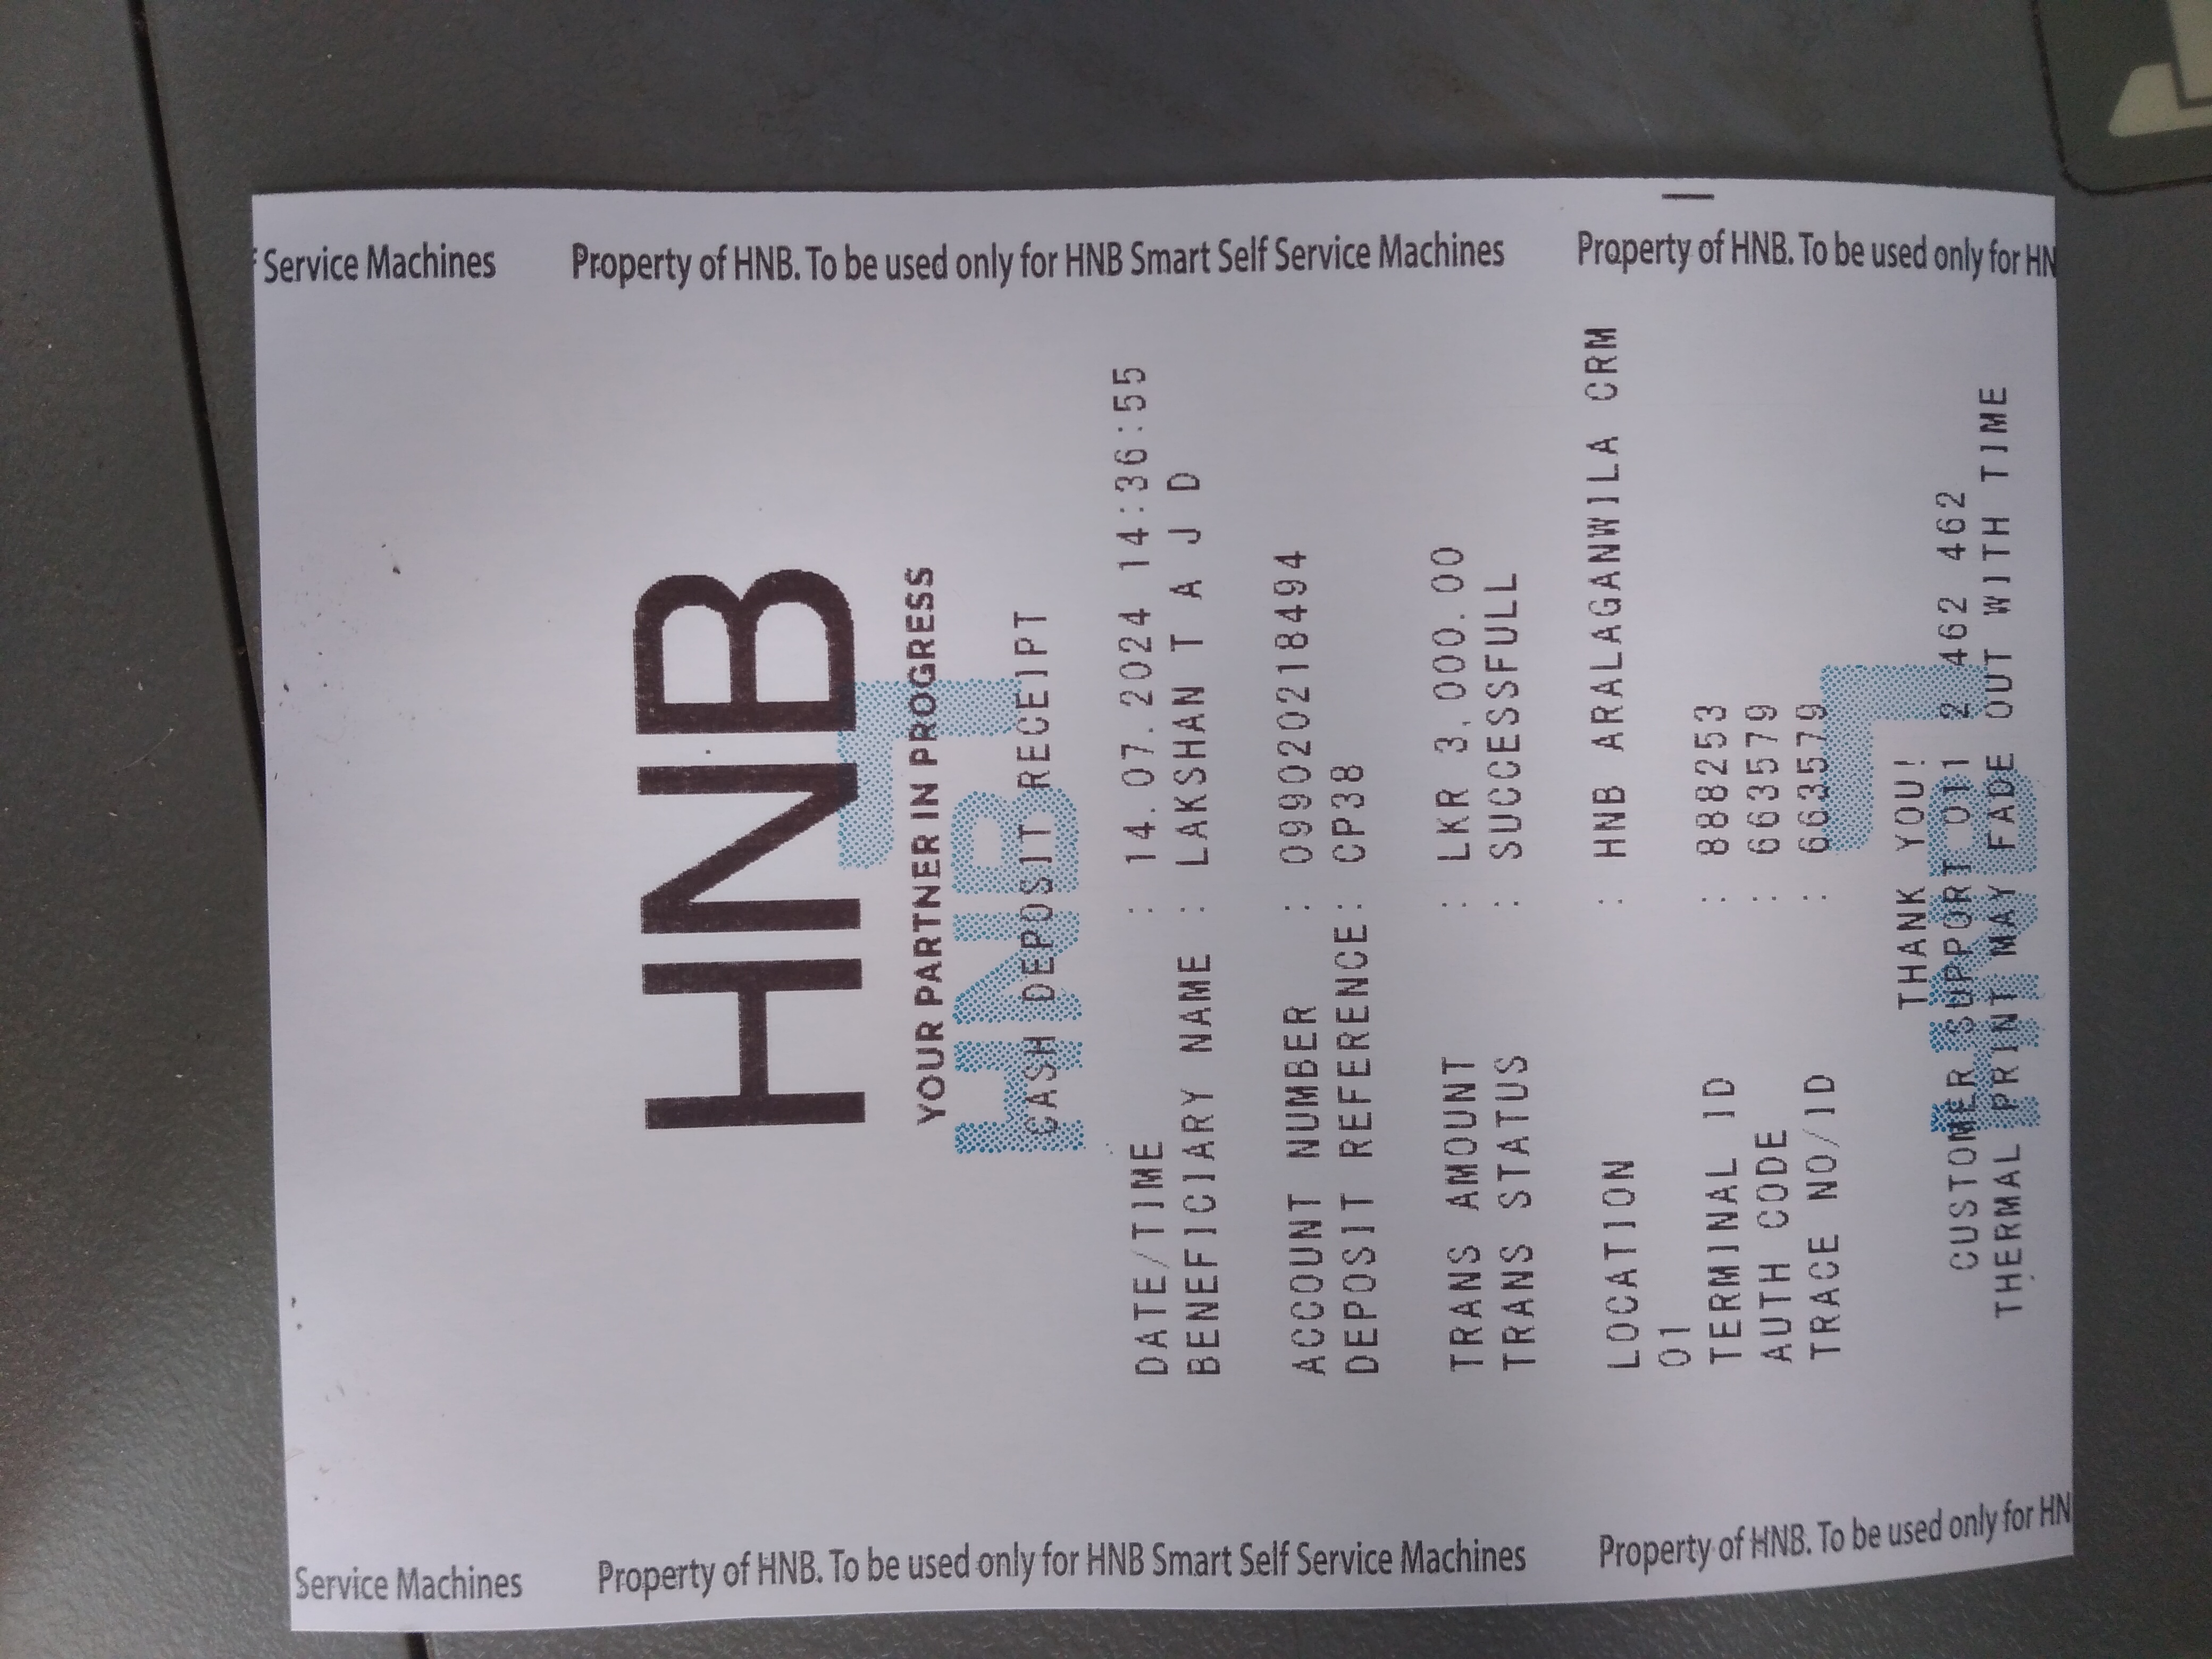 Service Machines Property of HNB. To be used only for HNB Smart Self Service Machines Property of HNB. To be used only for HN
HNB
YOUR PARTNER IN PROGRESS
HNB
CASH DEPOSIT RECEIPT
DATE/TIME : 14.07.2024 14:36:55
BENEFICIARY NAME : LAKSHAN T A J D
ACCOUNT NUMBER : 099020218494
DEPOSIT REFERENCE: CP38
TRANS AMOUNT : LKR 3,000.00
TRANS STATUS : SUCCESSFULL
LOCATION : HNB ARALAGANWILA CRM
01
TERMINAL ID : 888253
AUTH CODE : 663579
TRACE NO/ID : 663579
THANK YOU!
CUSTOMER SUPPORT 011 2 462 462
THERMAL PRINT MAY FADE OUT WITH TIME
HNB
Service Machines Property of HNB. To be used only for HNB Smart Self Service Machines Property of HNB. To be used only for HN